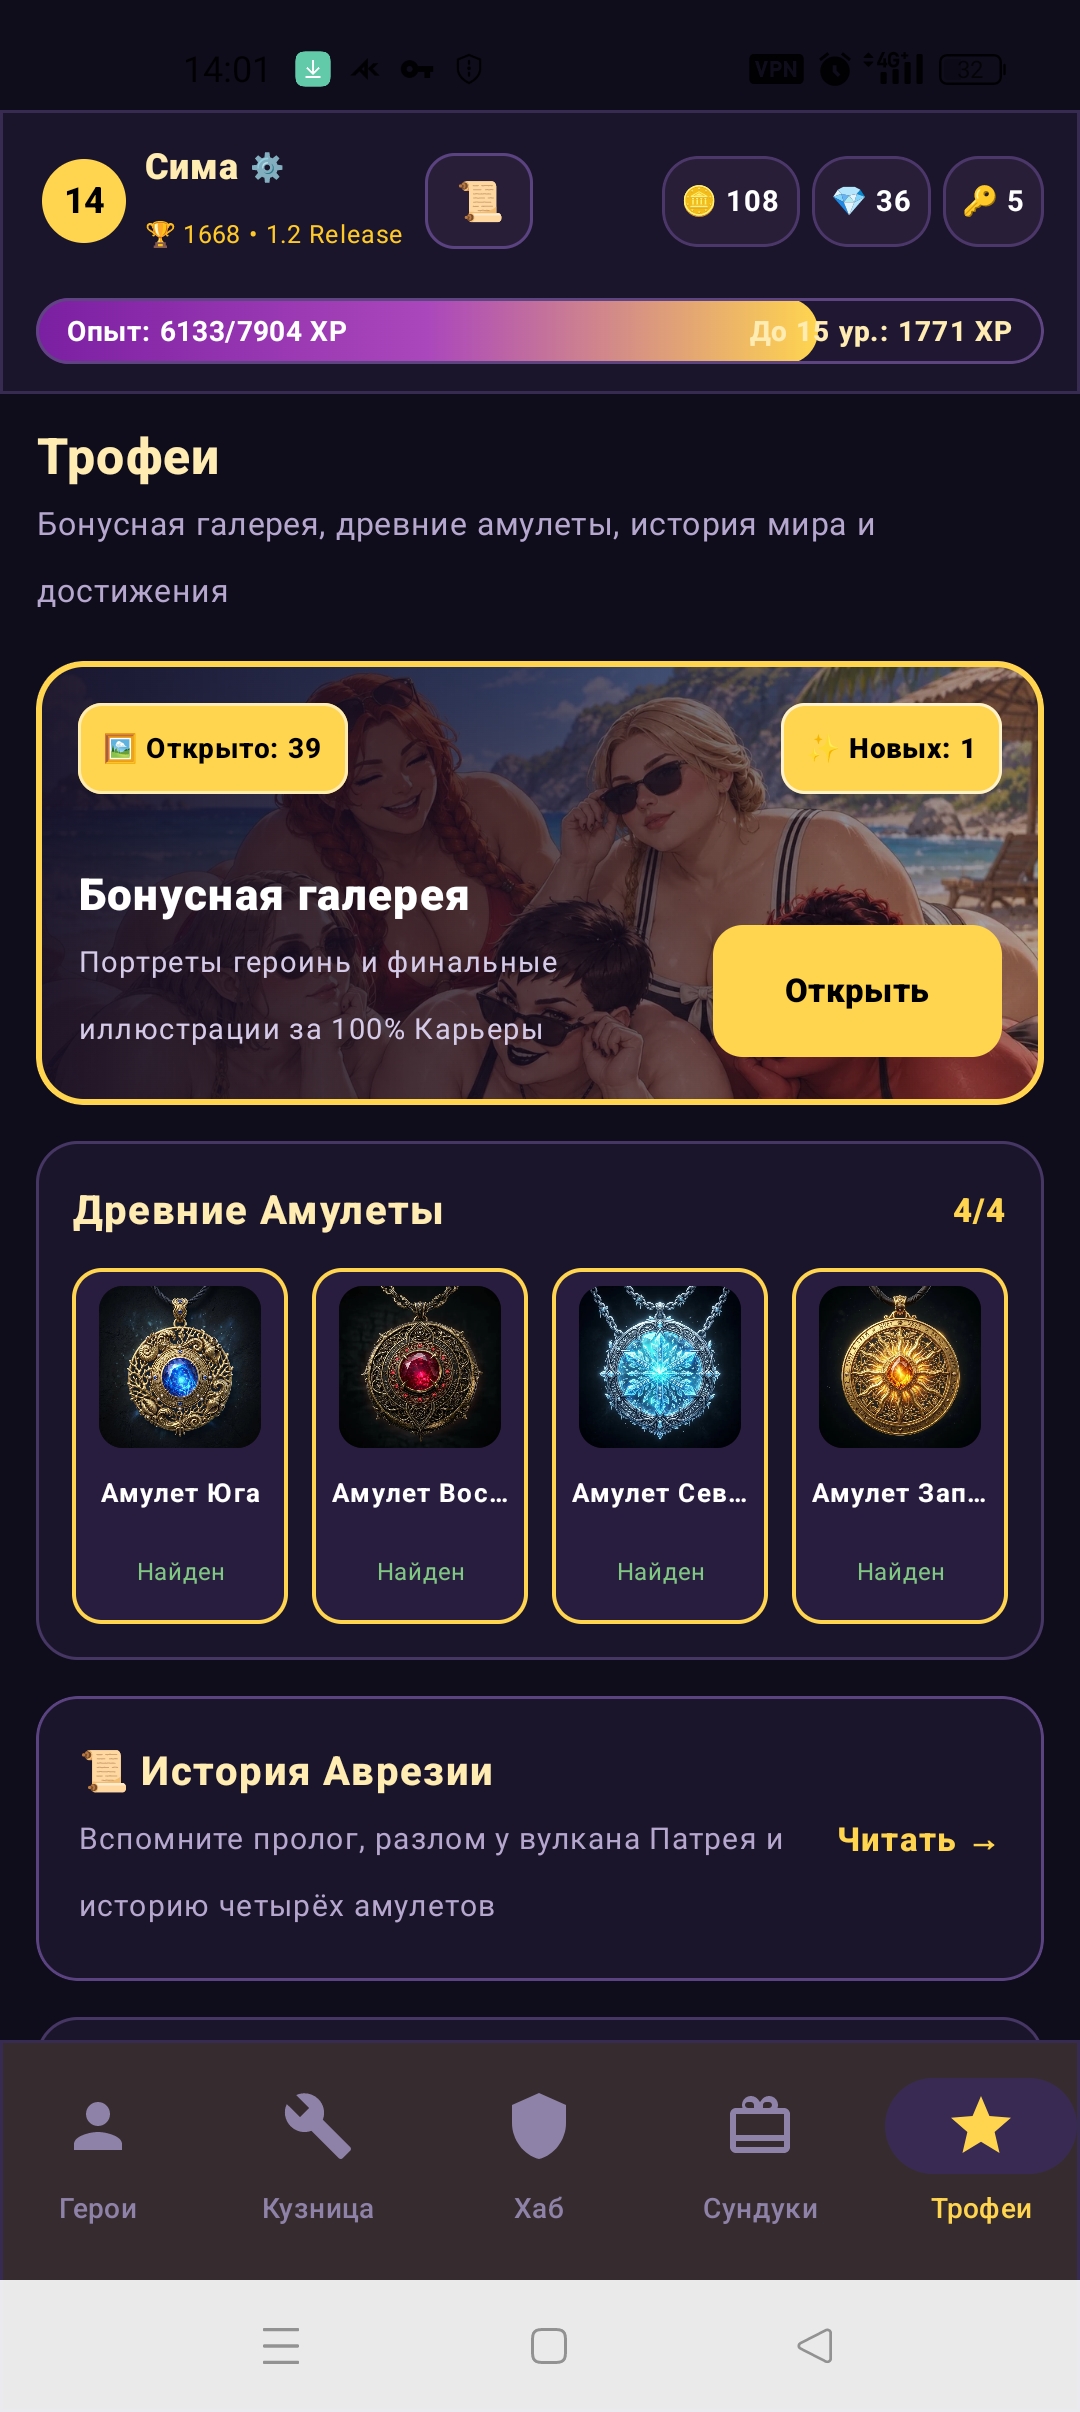 14:01
VPN
4G+
32
14
Сима
1668 • 1.2 Release
108
36
5
Опыт: 6133/7904 XP
До 15 ур.: 1771 XP
Трофеи
Бонусная галерея, древние амулеты, история мира и
достижения
Открыто: 39
Новых: 1
Бонусная галерея
Портреты героинь и финальные
иллюстрации за 100% Карьеры
Открыть
Древние Амулеты
4/4
Амулет Юга
Амулет Вос...
Амулет Сев...
Амулет Зап...
Найден
Найден
Найден
Найден
История Аврезии
Вспомните пролог, разлом у вулкана Патрея и
историю четырёх амулетов
Читать →
Герои
Кузница
Хаб
Сундуки
Трофеи